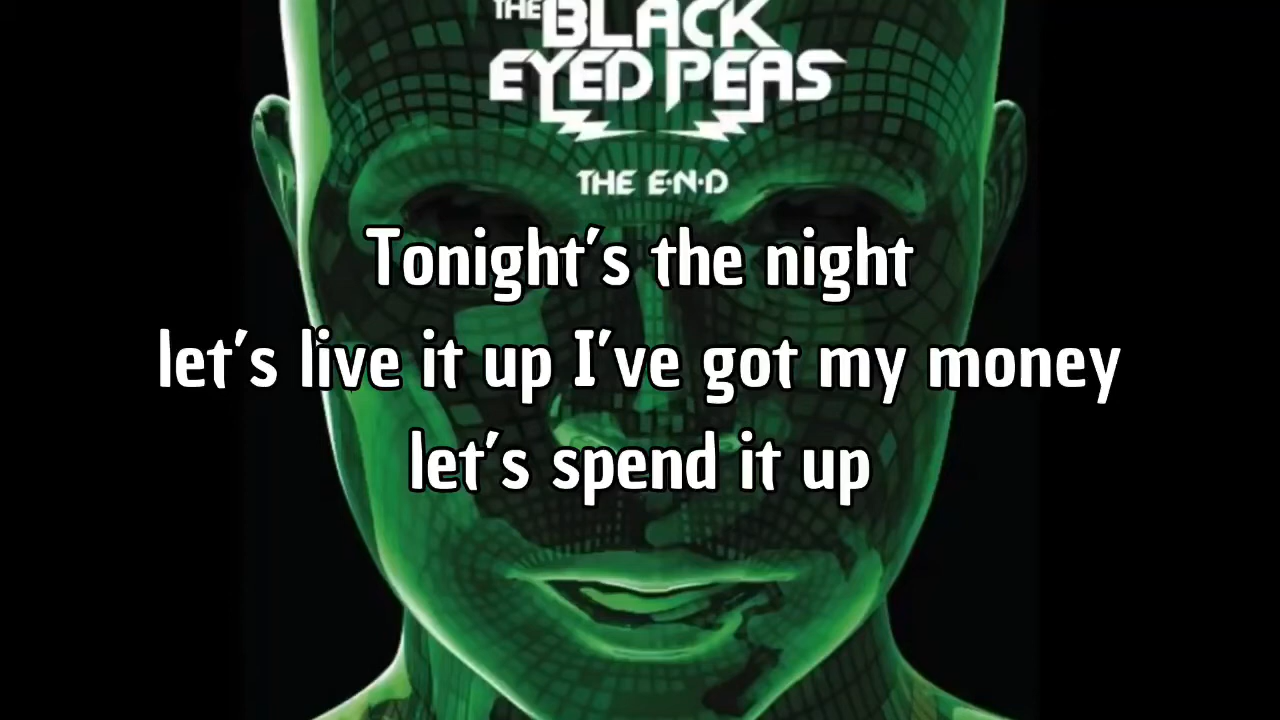 THE BLACK
EYED PEAS
THE E·N·D
Tonight's the night
let's live it up I've got my money
let's spend it up